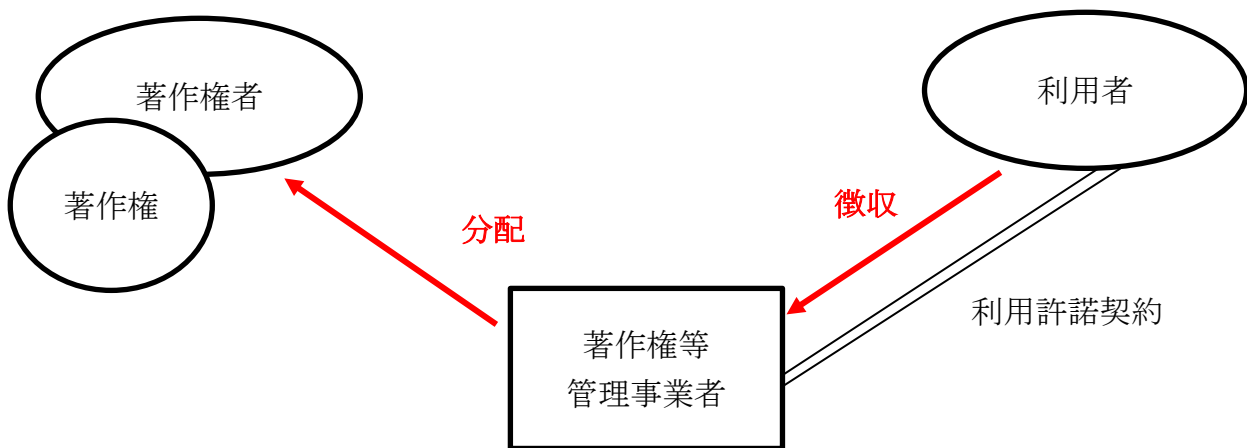 著作権者
利用者
著作権
分配
徴収
利用許諾契約
著作権等
管理事業者